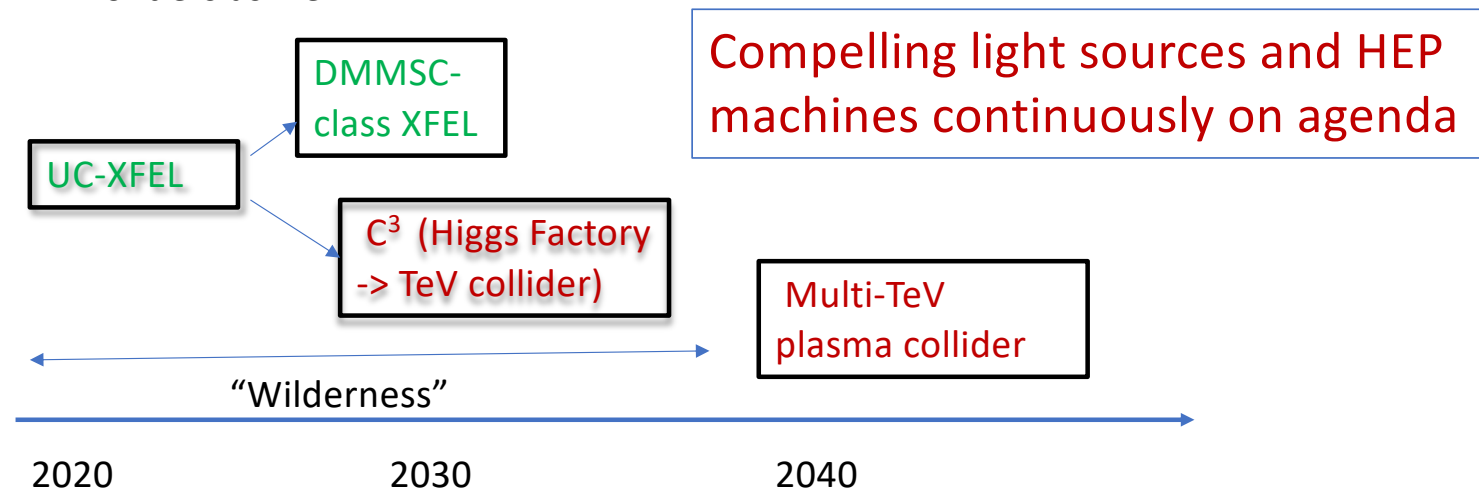 Compelling light sources and HEP
machines continuously on agenda
DMMSC-
class XFEL
UC-XFEL
C³ (Higgs Factory
-> TeV collider)
Multi-TeV
plasma collider
“Wilderness”
2020 2030 2040